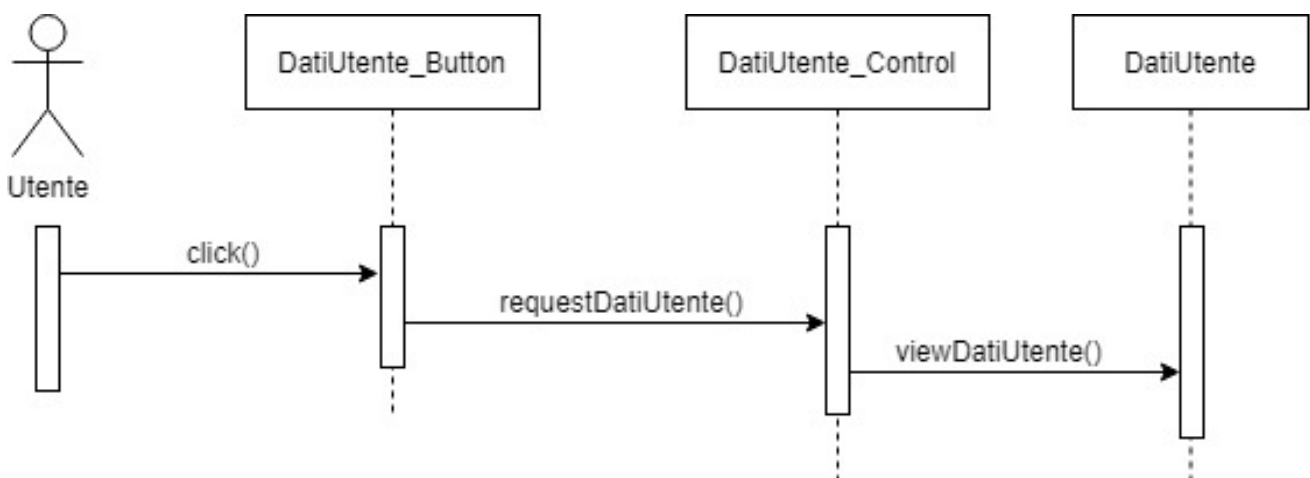 DatiUtente_Button
DatiUtente_Control
DatiUtente
Utente
click()
requestDatiUtente()
viewDatiUtente()